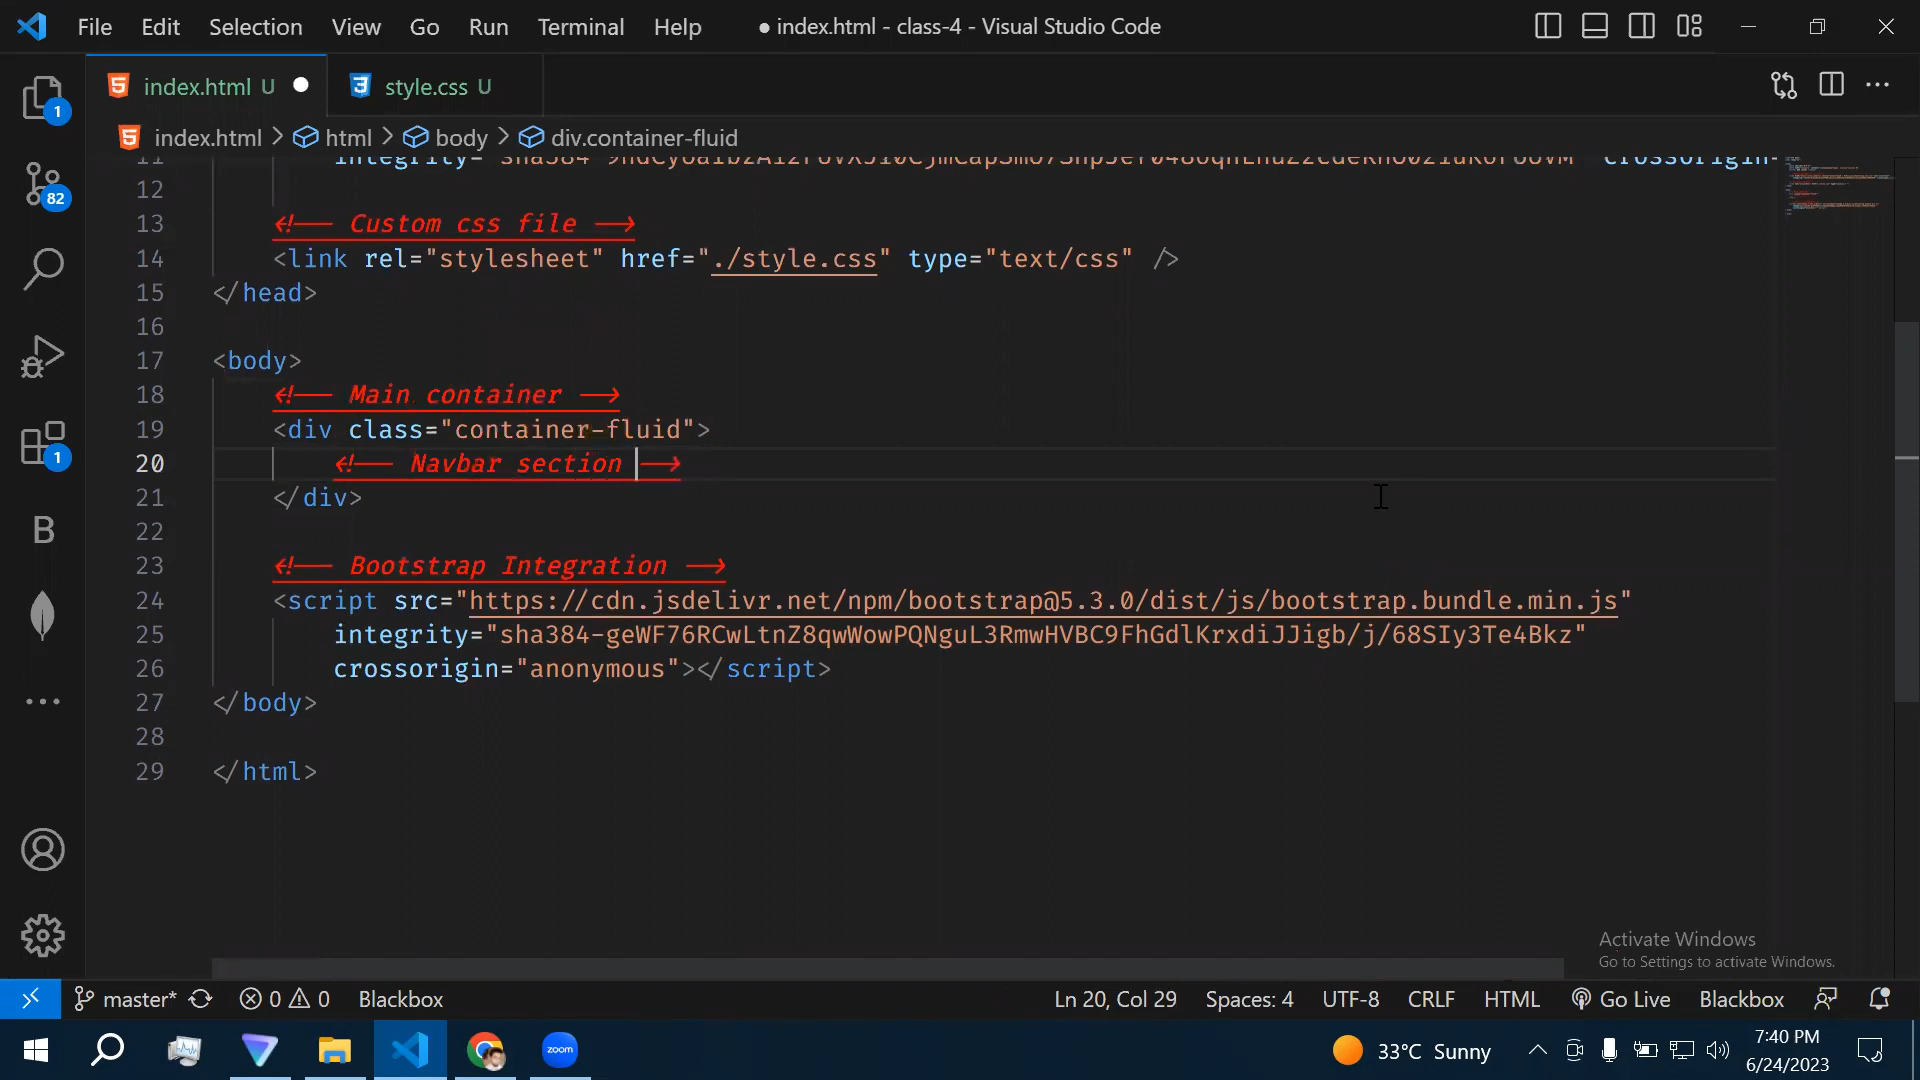 File Edit Selection View Go Run Terminal Help ● index.html - class-4 - Visual Studio Code
index.html U ● style.css U
index.html > html > body > div.container-fluid
11
12
13 <!-- Custom css file -->
14 <link rel="stylesheet" href="./style.css" type="text/css" />
15 </head>
16
17 <body>
18 <!-- Main container -->
19 <div class="container-fluid">
20 <!-- Navbar section -->
21 </div>
22
23 <!-- Bootstrap Integration -->
24 <script src="https://cdn.jsdelivr.net/npm/bootstrap@5.3.0/dist/js/bootstrap.bundle.min.js"
25 integrity="sha384-geWF76RCwLtnZ8qwWowPQNguL3RmwHVBC9FhGdlKrxdiJJigb/j/68SIy3Te4Bkz"
26 crossorigin="anonymous"></script>
27 </body>
28
29 </html>
1
82
1
B
Activate Windows
Go to Settings to activate Windows.
master* 0 0 Blackbox Ln 20, Col 29 Spaces: 4 UTF-8 CRLF HTML Go Live Blackbox
zoom 33°C Sunny 7:40 PM
6/24/2023